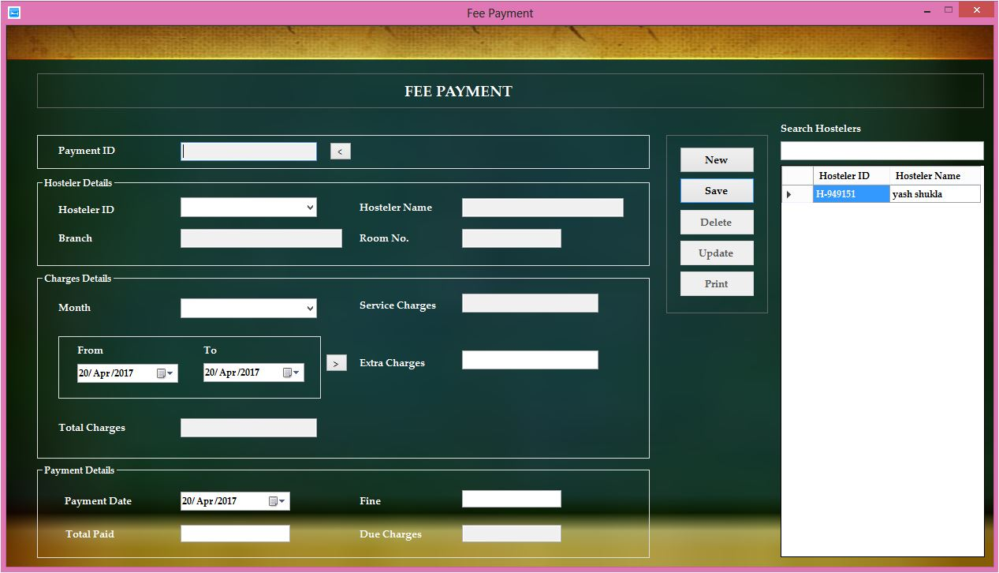 Fee Payment
FEE PAYMENT
Payment ID
<
Hosteler Details
Hosteler ID
Hosteler Name
Branch
Room No.
Charges Details
Month
Service Charges
From
To
20/ Apr /2017
20/ Apr /2017
>
Extra Charges
Total Charges
Payment Details
Payment Date
20/ Apr /2017
Fine
Total Paid
Due Charges
New
Save
Delete
Update
Print
Search Hostelers
Hosteler ID Hosteler Name
H-949151 yash shukla